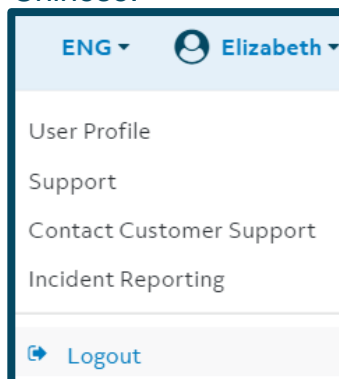 ENG Elizabeth
User Profile
Support
Contact Customer Support
Incident Reporting
Logout